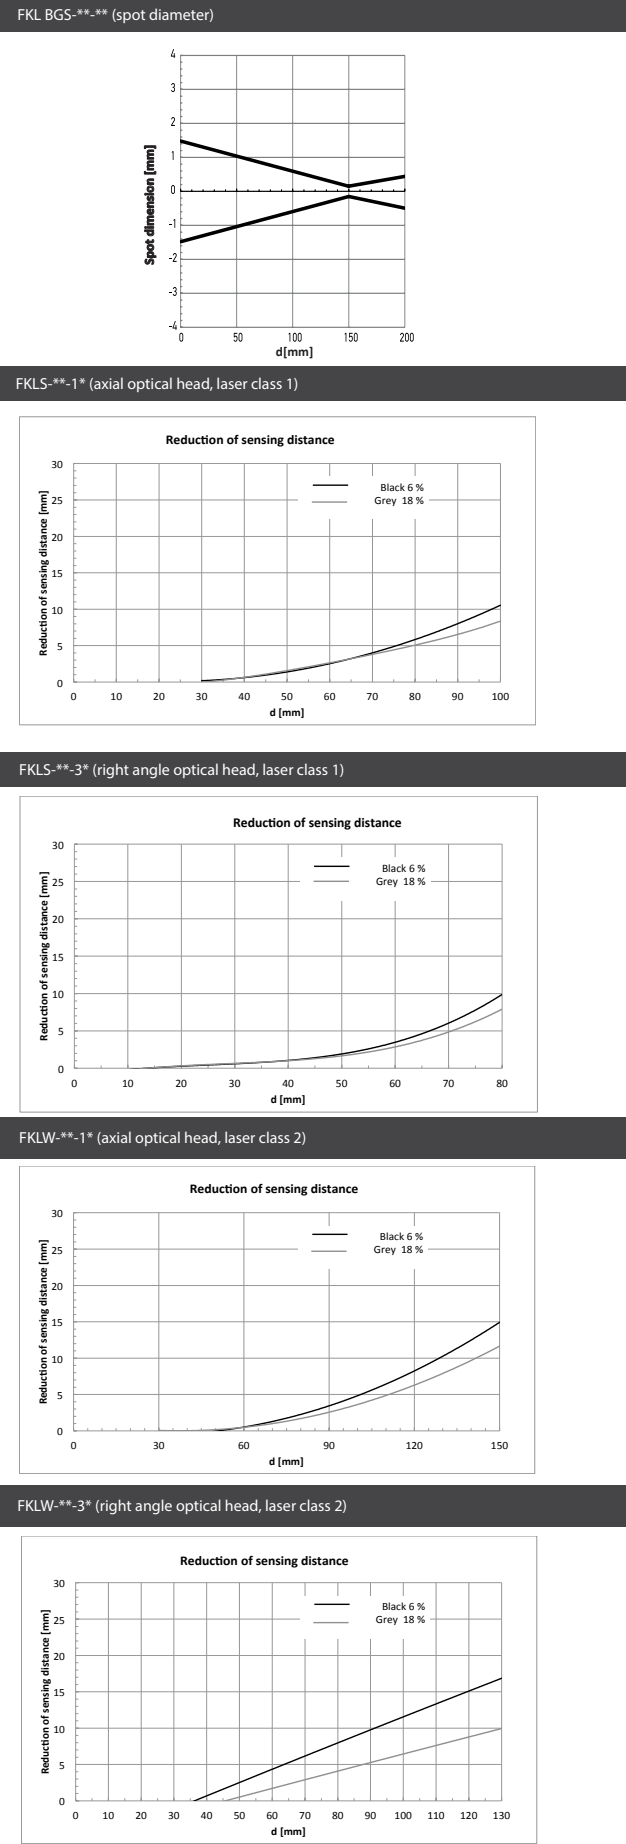 FKL BGS-**-** (spot diameter)
4
3
2
1
0
-1
-2
-3
-4
Spot dimension [mm]
0 50 100 150 200
d[mm]
FKLS-**-1* (axial optical head, laser class 1)
Reduction of sensing distance
Black 6 %
Grey 18 %
30
25
20
15
10
5
0
Reduction of sensing distance [mm]
0 10 20 30 40 50 60 70 80 90 100
d [mm]
FKLS-**-3* (right angle optical head, laser class 1)
Reduction of sensing distance
Black 6 %
Grey 18 %
30
25
20
15
10
5
0
Reduction of sensing distance [mm]
0 10 20 30 40 50 60 70 80
d [mm]
FKLW-**-1* (axial optical head, laser class 2)
Reduction of sensing distance
Black 6 %
Grey 18 %
30
25
20
15
10
5
0
Reduction of sensing distance [mm]
0 30 60 90 120 150
d [mm]
FKLW-**-3* (right angle optical head, laser class 2)
Reduction of sensing distance
Black 6 %
Grey 18 %
30
25
20
15
10
5
0
Reduction of sensing distance [mm]
0 10 20 30 40 50 60 70 80 90 100 110 120 130
d [mm]